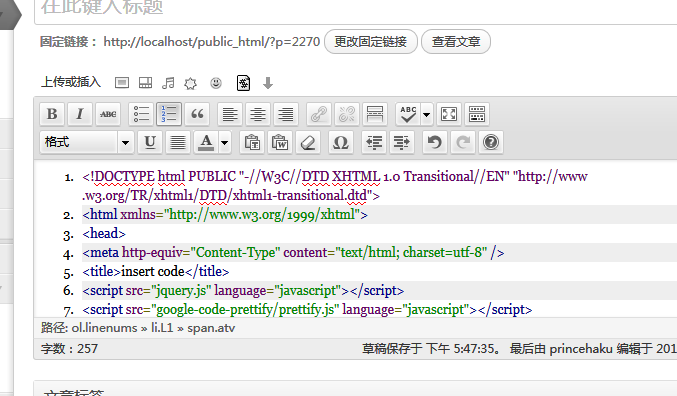 在此键入标题
固定链接： http://localhost/public_html/?p=2270 更改固定链接 查看文章
上传或插入
B I ABC ABC
格式 U A
1. <!DOCTYPE html PUBLIC "-//W3C//DTD XHTML 1.0 Transitional//EN" "http://www
.w3.org/TR/xhtml1/DTD/xhtml1-transitional.dtd">
2. <html xmlns="http://www.w3.org/1999/xhtml">
3. <head>
4. <meta http-equiv="Content-Type" content="text/html; charset=utf-8" />
5. <title>insert code</title>
6. <script src="jquery.js" language="javascript"></script>
7. <script src="google-code-prettify/prettify.js" language="javascript"></script>
路径: ol.linenums » li.L1 » span.atv
字数：257 草稿保存于 下午 5:47:35。 最后由 princehaku 编辑于 201
文章标签